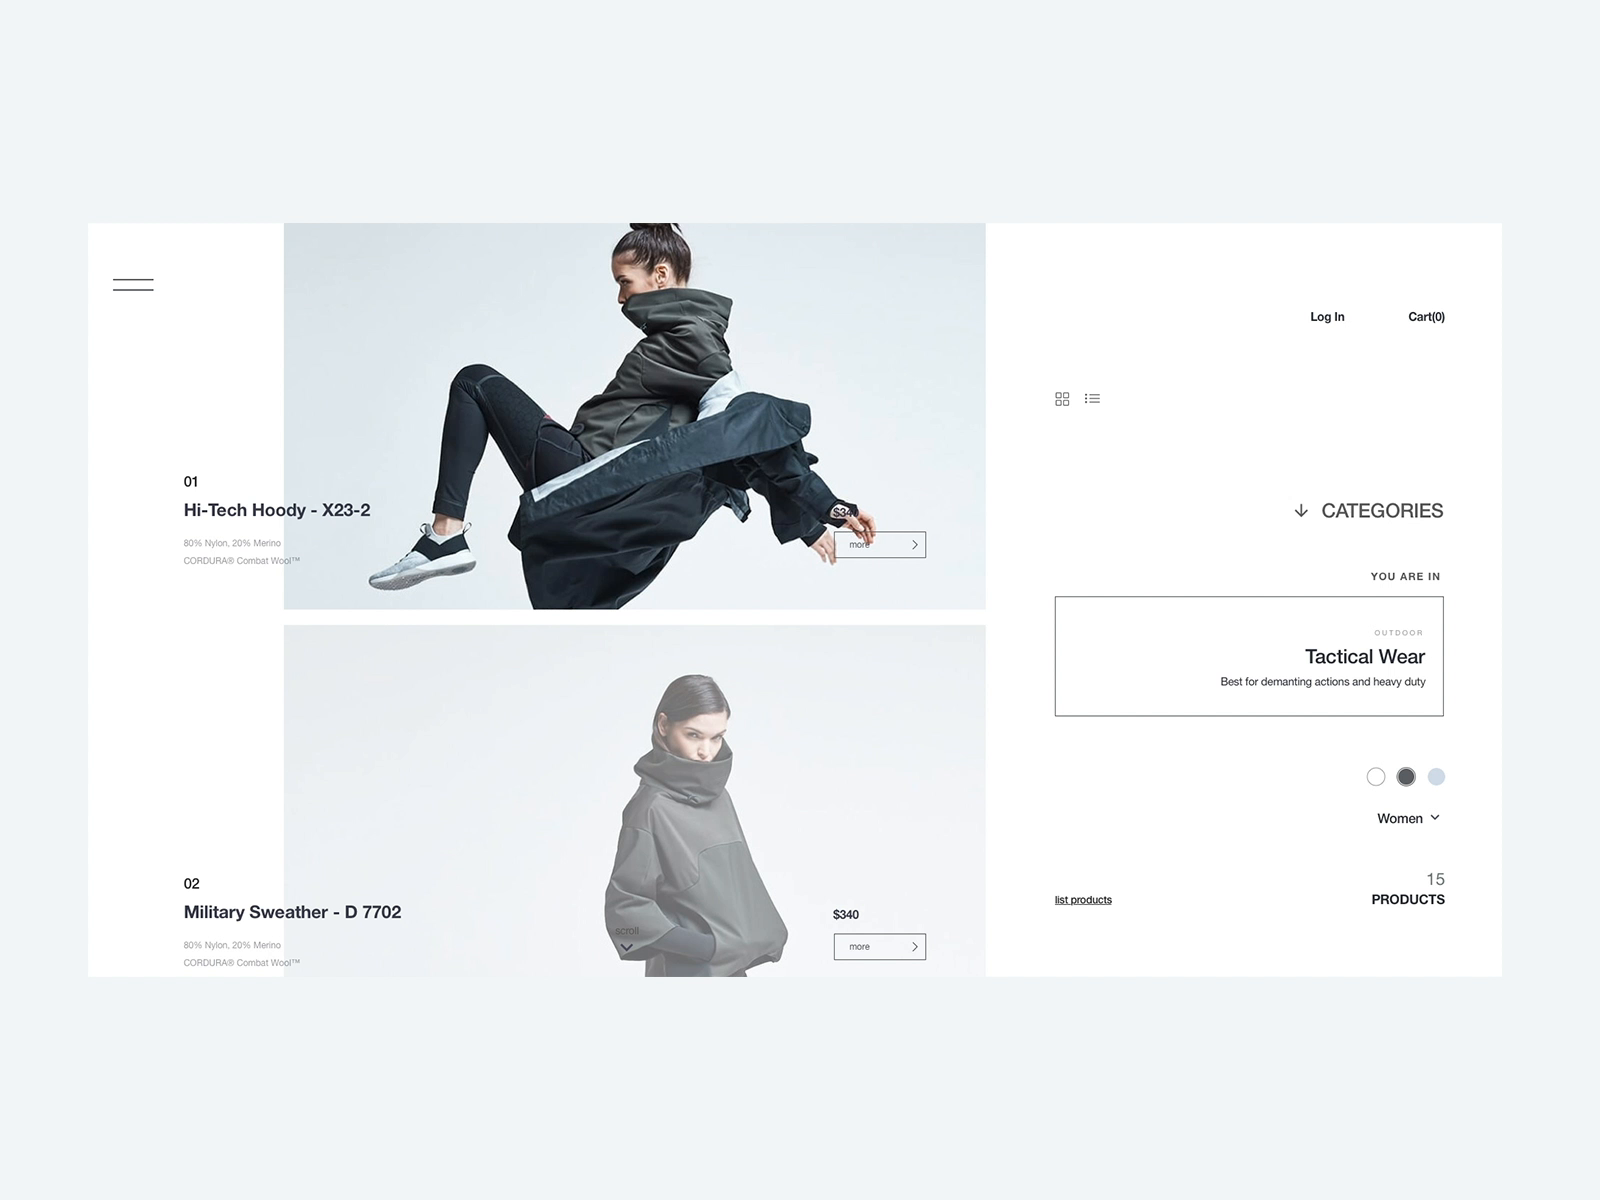 Log In
Cart(0)
01
Hi-Tech Hoody - X23-2
80% Nylon, 20% Merino
CORDURA® Combat Wool™
more
CATEGORIES
YOU ARE IN
OUTDOOR
Tactical Wear
Best for demanting actions and heavy duty
Women
15
PRODUCTS
list products
02
Military Sweather - D 7702
80% Nylon, 20% Merino
CORDURA® Combat Wool™
scroll
$340
more